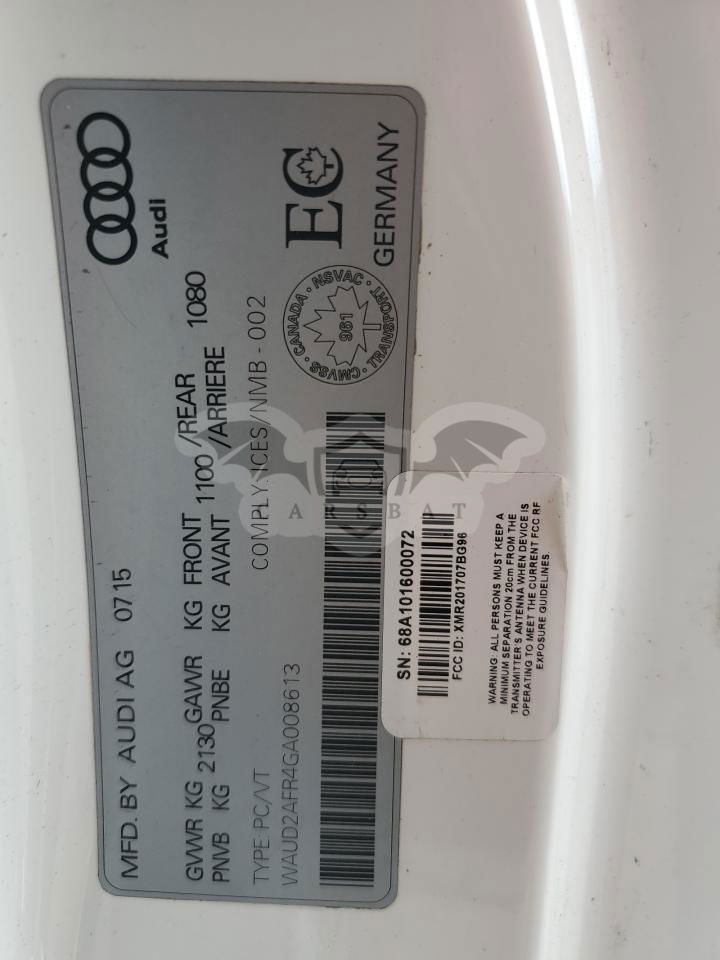 Audi
MFD. BY AUDI AG 07/15
GVWR KG 2130 GAWR KG FRONT 1100 /REAR 1080
PNVB KG PNBE KG AVANT /ARRIERE
TYPE: PC/VT COMPLY ICES/NMB - 002
WAUD2AFR4GA008613
EC
GERMANY
CANADA · NSVAC · TRANSPORT · CMVSS ·
961
ARSBAT
SN: 68A101600072
FCC ID: XMR201707BG96
WARNING: ALL PERSONS MUST KEEP A
MINIMUM SEPARATION 20cm FROM THE
TRANSMITTER'S ANTENNA WHEN DEVICE IS
OPERATING TO MEET THE CURRENT FCC RF
EXPOSURE GUIDELINES.